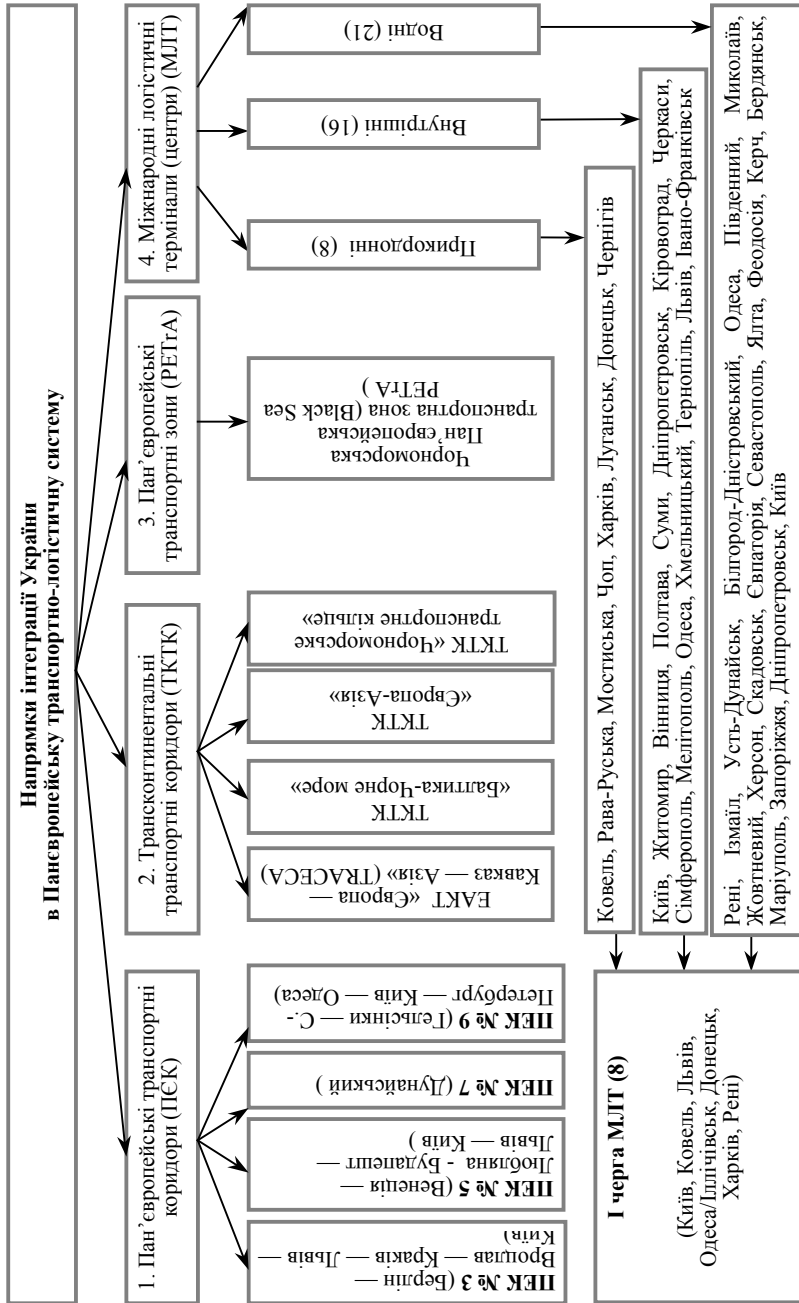 Напрямки інтеграції України
в Панєвропейську транспортно-логістичну систему
1. Пан’європейські транспортні
коридори (ПЄК)
2. Трансконтинентальні
транспортні коридори (ТКТК)
3. Пан’європейські
транспортні зони (PETrA)
4. Міжнародні логістичні
термінали (центри) (МЛТ)
ПЕК № 3 (Берлін —
Вроцлав — Краків — Львів —
Київ)
ПЕК № 5 (Венеція —
Любляна - Будапешт —
Львів — Київ )
ПЕК № 7 (Дунайський )
ПЕК № 9 (Гельсінки — С.-
Петербург — Київ — Одеса)
ЕАКТ «Європа —
Кавказ — Азія» (TRACECA)
ТКТК
«Балтика-Чорне море»
ТКТК
«Європа-Азія»
ТКТК «Чорноморське
транспортне кільце»
Чорноморська
Пан’європейська
транспортна зона (Black Sea
PETrA )
Прикордонні (8)
Внутрішні (16)
Водні (21)
Ковель, Рава-Руська, Мостиська, Чоп, Харків, Луганськ, Донецьк, Чернігів
Київ, Житомир, Вінниця, Полтава, Суми, Дніпропетровськ, Кіровоград, Черкаси,
Сімферополь, Мелітополь, Одеса, Хмельницький, Тернопіль, Львів, Івано-Франківськ
Рені, Ізмаїл, Усть-Дунайськ, Білгород-Дністровський, Одеса, Південний, Миколаїв,
Жовтневий, Херсон, Скадовськ, Євпаторія, Севастополь, Ялта, Феодосія, Керч, Бердянськ,
Маріуполь, Запоріжжя, Дніпропетровськ, Київ
І черга МЛТ (8)
(Київ, Ковель, Львів,
Одеса/Іллічівськ, Донецьк,
Харків, Рені)